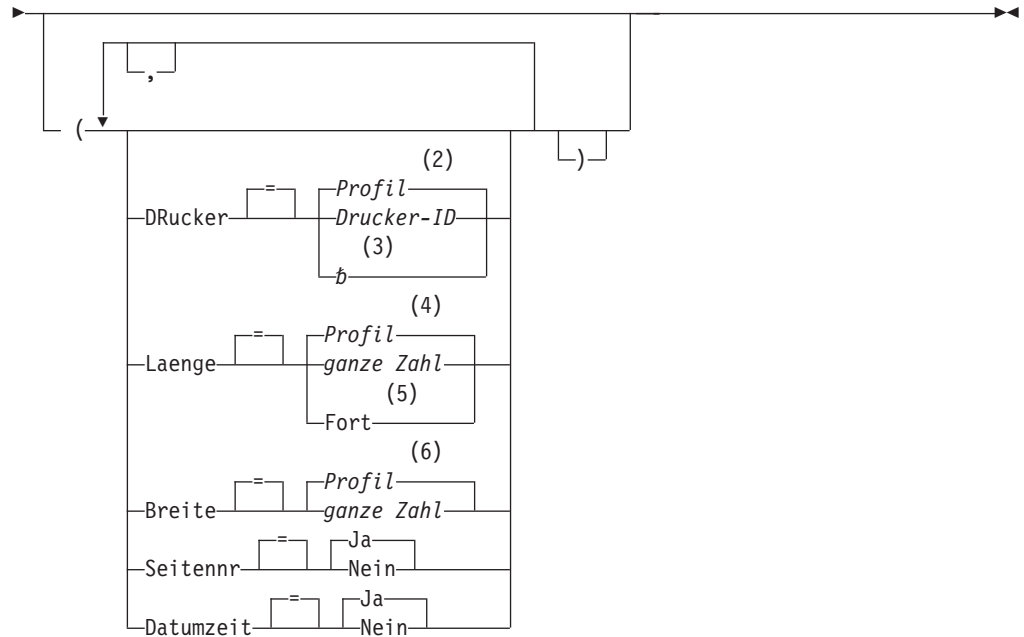 ,
(
)
(2)
DRucker = Profil
Drucker-ID
(3)
ƀ
(4)
Laenge = Profil
ganze Zahl
(5)
Fort
(6)
Breite = Profil
ganze Zahl
Seitennr = Ja
Nein
Datumzeit = Ja
Nein